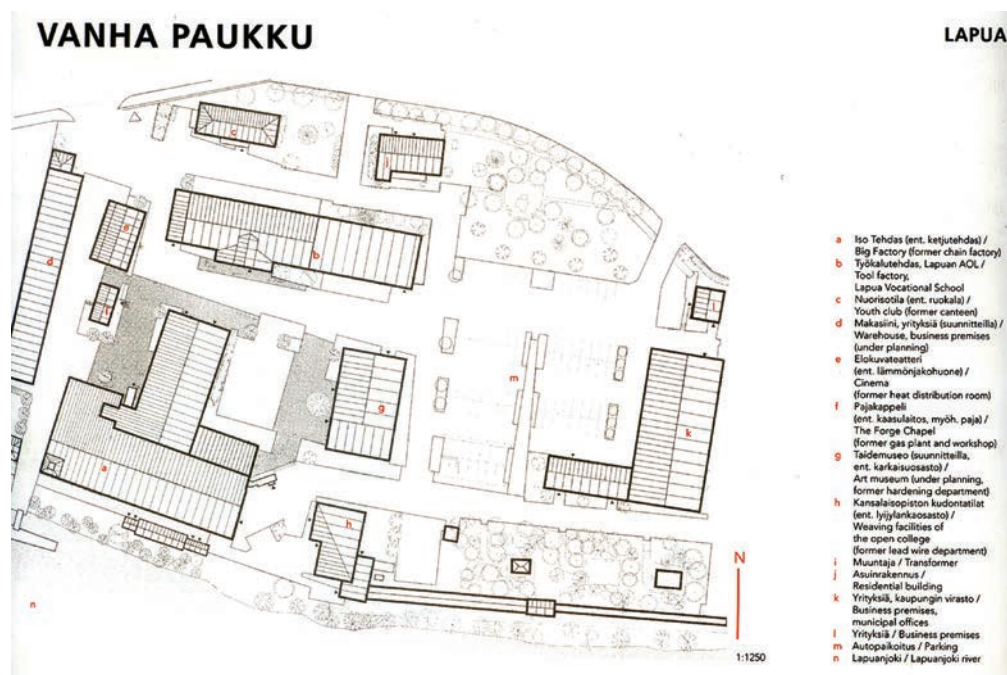 VANHA PAUKKU
LAPUA
c
j
e
d
b
f
l
m
g
k
a
h
n
N
1:1250
a Iso Tehdas (ent. ketjutehdas) /
Big Factory (former chain factory)
b Työkalutehdas, Lapuan AOL /
Tool factory,
Lapua Vocational School
c Nuorisotila (ent. ruokala) /
Youth club (former canteen)
d Makasiini, yrityksiä (suunnitteilla) /
Warehouse, business premises
(under planning)
e Elokuvateatteri
(ent. lämmönjakohuone) /
Cinema
(former heat distribution room)
f Pajakappeli
(ent. kaasulaitos, myöh. paja) /
The Forge Chapel
(former gas plant and workshop)
g Taidemuseo (suunnitteilla,
ent. karkaisuosasto) /
Art museum (under planning,
former hardening department)
h Kansalaisopiston kudontatilat
(ent. lyijylankaosasto) /
Weaving facilities of
the open college
(former lead wire department)
i Muuntaja / Transformer
j Asuinrakennus /
Residential building
k Yrityksiä, kaupungin virasto /
Business premises,
municipal offices
l Yrityksiä / Business premises
m Autopaikoitus / Parking
n Lapuanjoki / Lapuanjoki river